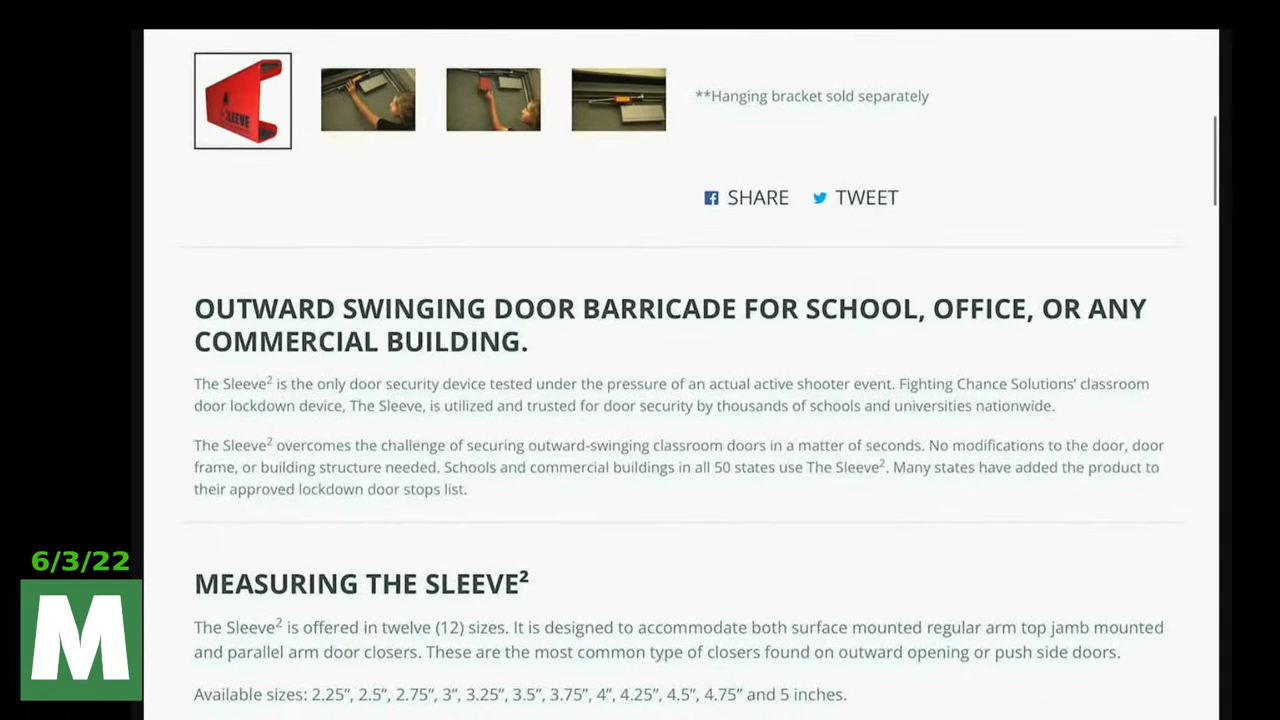 SLEEVE
**Hanging bracket sold separately
SHARE TWEET
OUTWARD SWINGING DOOR BARRICADE FOR SCHOOL, OFFICE, OR ANY
COMMERCIAL BUILDING.
The Sleeve² is the only door security device tested under the pressure of an actual active shooter event. Fighting Chance Solutions’ classroom
door lockdown device, The Sleeve, is utilized and trusted for door security by thousands of schools and universities nationwide.
The Sleeve² overcomes the challenge of securing outward-swinging classroom doors in a matter of seconds. No modifications to the door, door
frame, or building structure needed. Schools and commercial buildings in all 50 states use The Sleeve². Many states have added the product to
their approved lockdown door stops list.
6/3/22
M
MEASURING THE SLEEVE²
The Sleeve² is offered in twelve (12) sizes. It is designed to accommodate both surface mounted regular arm top jamb mounted
and parallel arm door closers. These are the most common type of closers found on outward opening or push side doors.
Available sizes: 2.25”, 2.5”, 2.75”, 3”, 3.25”, 3.5”, 3.75”, 4”, 4.25”, 4.5”, 4.75” and 5 inches.